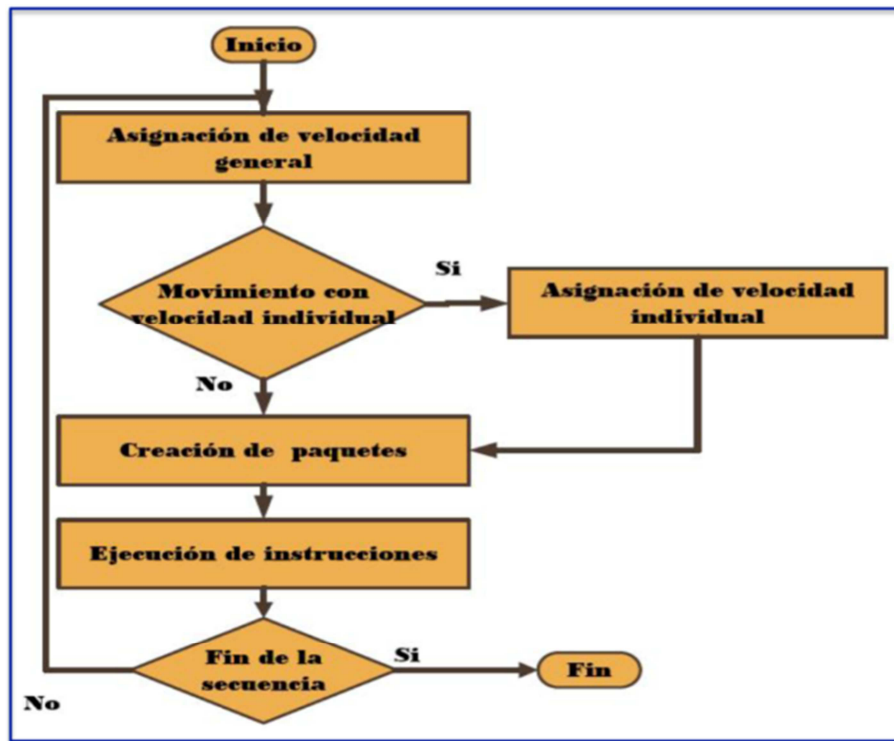 Inicio
Asignación de velocidad
general
Si
Movimiento con
velocidad individual
Asignación de velocidad
individual
No
Creación de paquetes
Ejecución de instrucciones
Fin de la
secuencia
Si
Fin
No